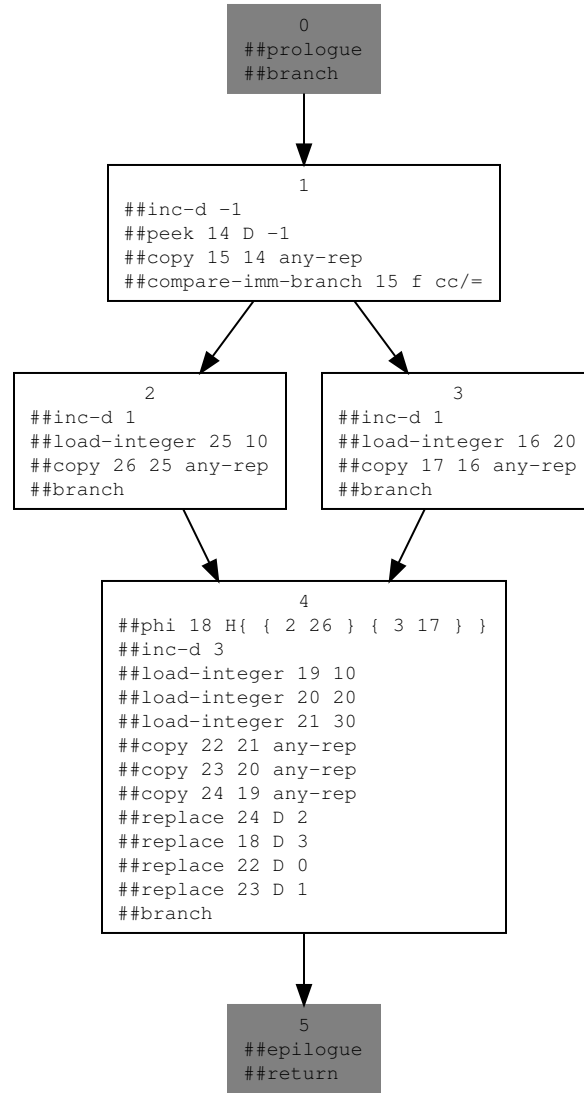 0
##prologue
##branch
1
##inc-d -1
##peek 14 D -1
##copy 15 14 any-rep
##compare-imm-branch 15 f cc/=
2
##inc-d 1
##load-integer 25 10
##copy 26 25 any-rep
##branch
3
##inc-d 1
##load-integer 16 20
##copy 17 16 any-rep
##branch
4
##phi 18 H{ { 2 26 } { 3 17 } }
##inc-d 3
##load-integer 19 10
##load-integer 20 20
##load-integer 21 30
##copy 22 21 any-rep
##copy 23 20 any-rep
##copy 24 19 any-rep
##replace 24 D 2
##replace 18 D 3
##replace 22 D 0
##replace 23 D 1
##branch
5
##epilogue
##return